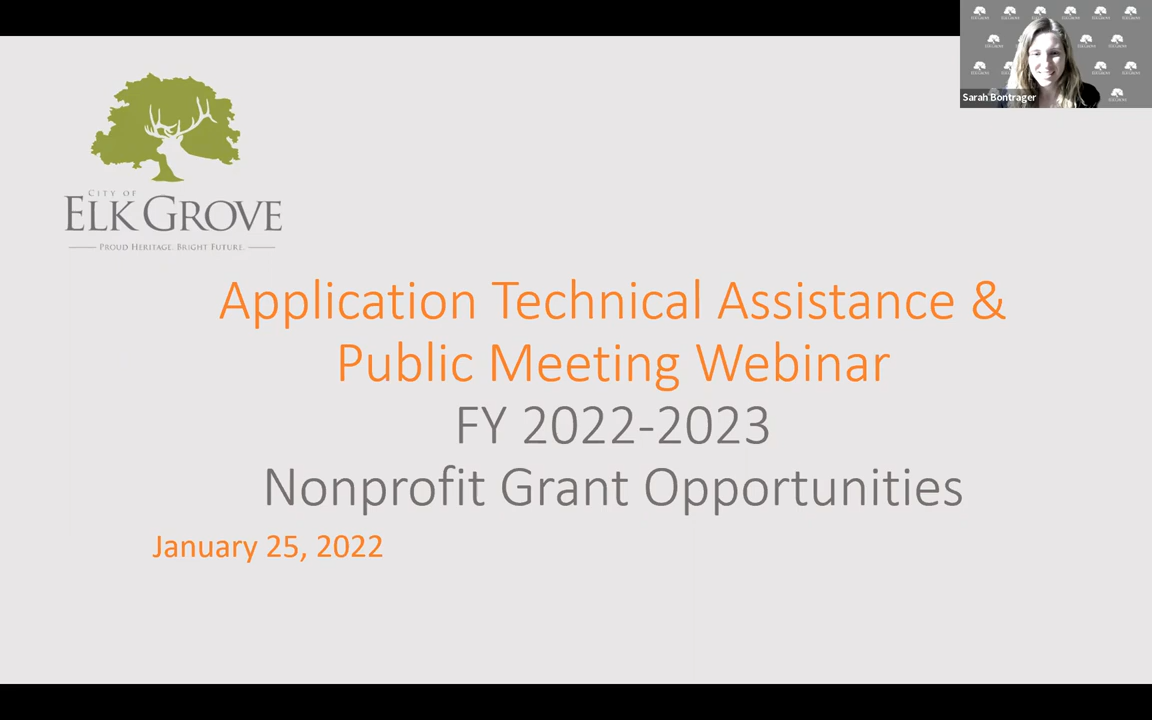 Sarah Bontrager
CITY OF
ELK GROVE
PROUD HERITAGE. BRIGHT FUTURE.
Application Technical Assistance &
Public Meeting Webinar
FY 2022-2023
Nonprofit Grant Opportunities
January 25, 2022